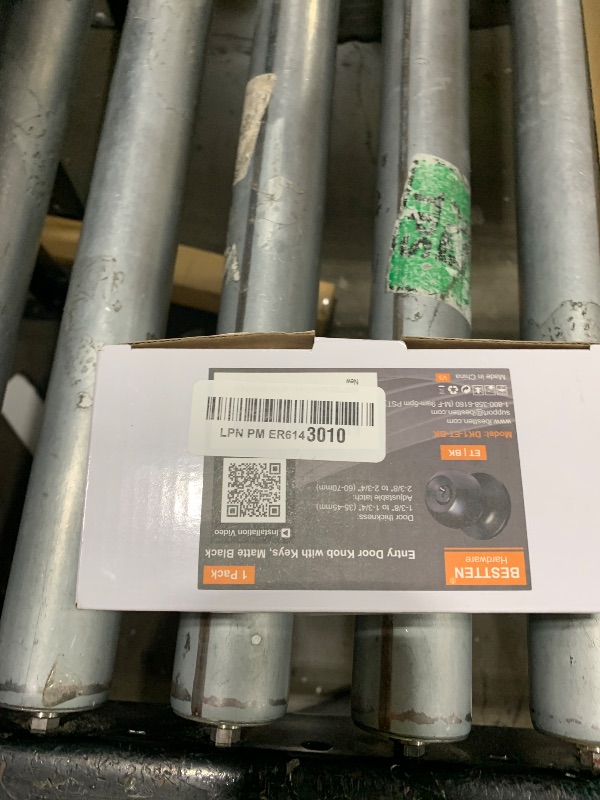 BESTTEN®
Hardware
1 Pack
Entry Door Knob with Keys, Matte Black
Installation Video
Door thickness:
1-3/8" 1-3/4" (35-45mm)
Adjustable latch:
2-3/8" to 2-3/4" (60-70mm)
ET | BK
Model: DK1-ET-BK
www.ibestten.com
support@ibestten.com
1-800-358-6160 (M-F 9am-5pm PST
Made in China
New
LPN PM ER6143010